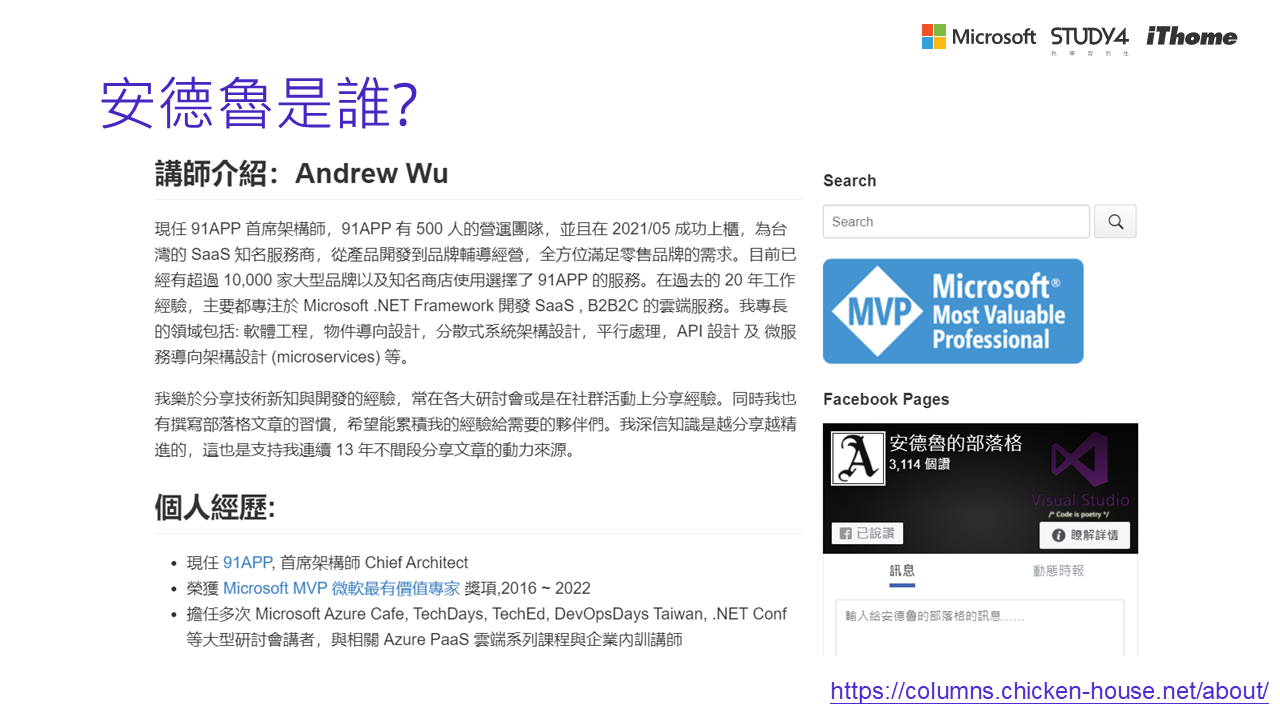 Microsoft STUDY4 iThome
為學習而生
安德魯是誰?
講師介紹：Andrew Wu
現任 91APP 首席架構師，91APP 有 500 人的營運團隊，並且在 2021/05 成功上櫃，為台
灣的 SaaS 知名服務商，從產品開發到品牌輔導經營，全方位滿足零售品牌的需求。目前已
經有超過 10,000 家大型品牌以及知名商店使用選擇了 91APP 的服務。在過去的 20 年工作
經驗，主要都專注於 Microsoft .NET Framework 開發 SaaS , B2B2C 的雲端服務。我專長
的領域包括: 軟體工程，物件導向設計，分散式系統架構設計，平行處理，API 設計 及 微服
務導向架構設計 (microservices) 等。
我樂於分享技術新知與開發的經驗，常在各大研討會或是在社群活動上分享經驗。同時我也
有撰寫部落格文章的習慣，希望能累積我的經驗給需要的夥伴們。我深信知識是越分享越精
進的，這也是支持我連續 13 年不間段分享文章的動力來源。
個人經歷:
• 現任 91APP, 首席架構師 Chief Architect
• 榮獲 Microsoft MVP 微軟最有價值專家 獎項,2016 ~ 2022
• 擔任多次 Microsoft Azure Cafe, TechDays, TechEd, DevOpsDays Taiwan, .NET Conf
等大型研討會講者，與相關 Azure PaaS 雲端系列課程與企業內訓講師
Search
Search
MVP
Microsoft®
Most Valuable
Professional
Facebook Pages
A
安德魯的部落格
3,114 個讚
Visual Studio
/* Code is poetry */
已說讚
瞭解詳情
訊息 動態時報
輸入給安德魯的部落格的訊息......
https://columns.chicken-house.net/about/